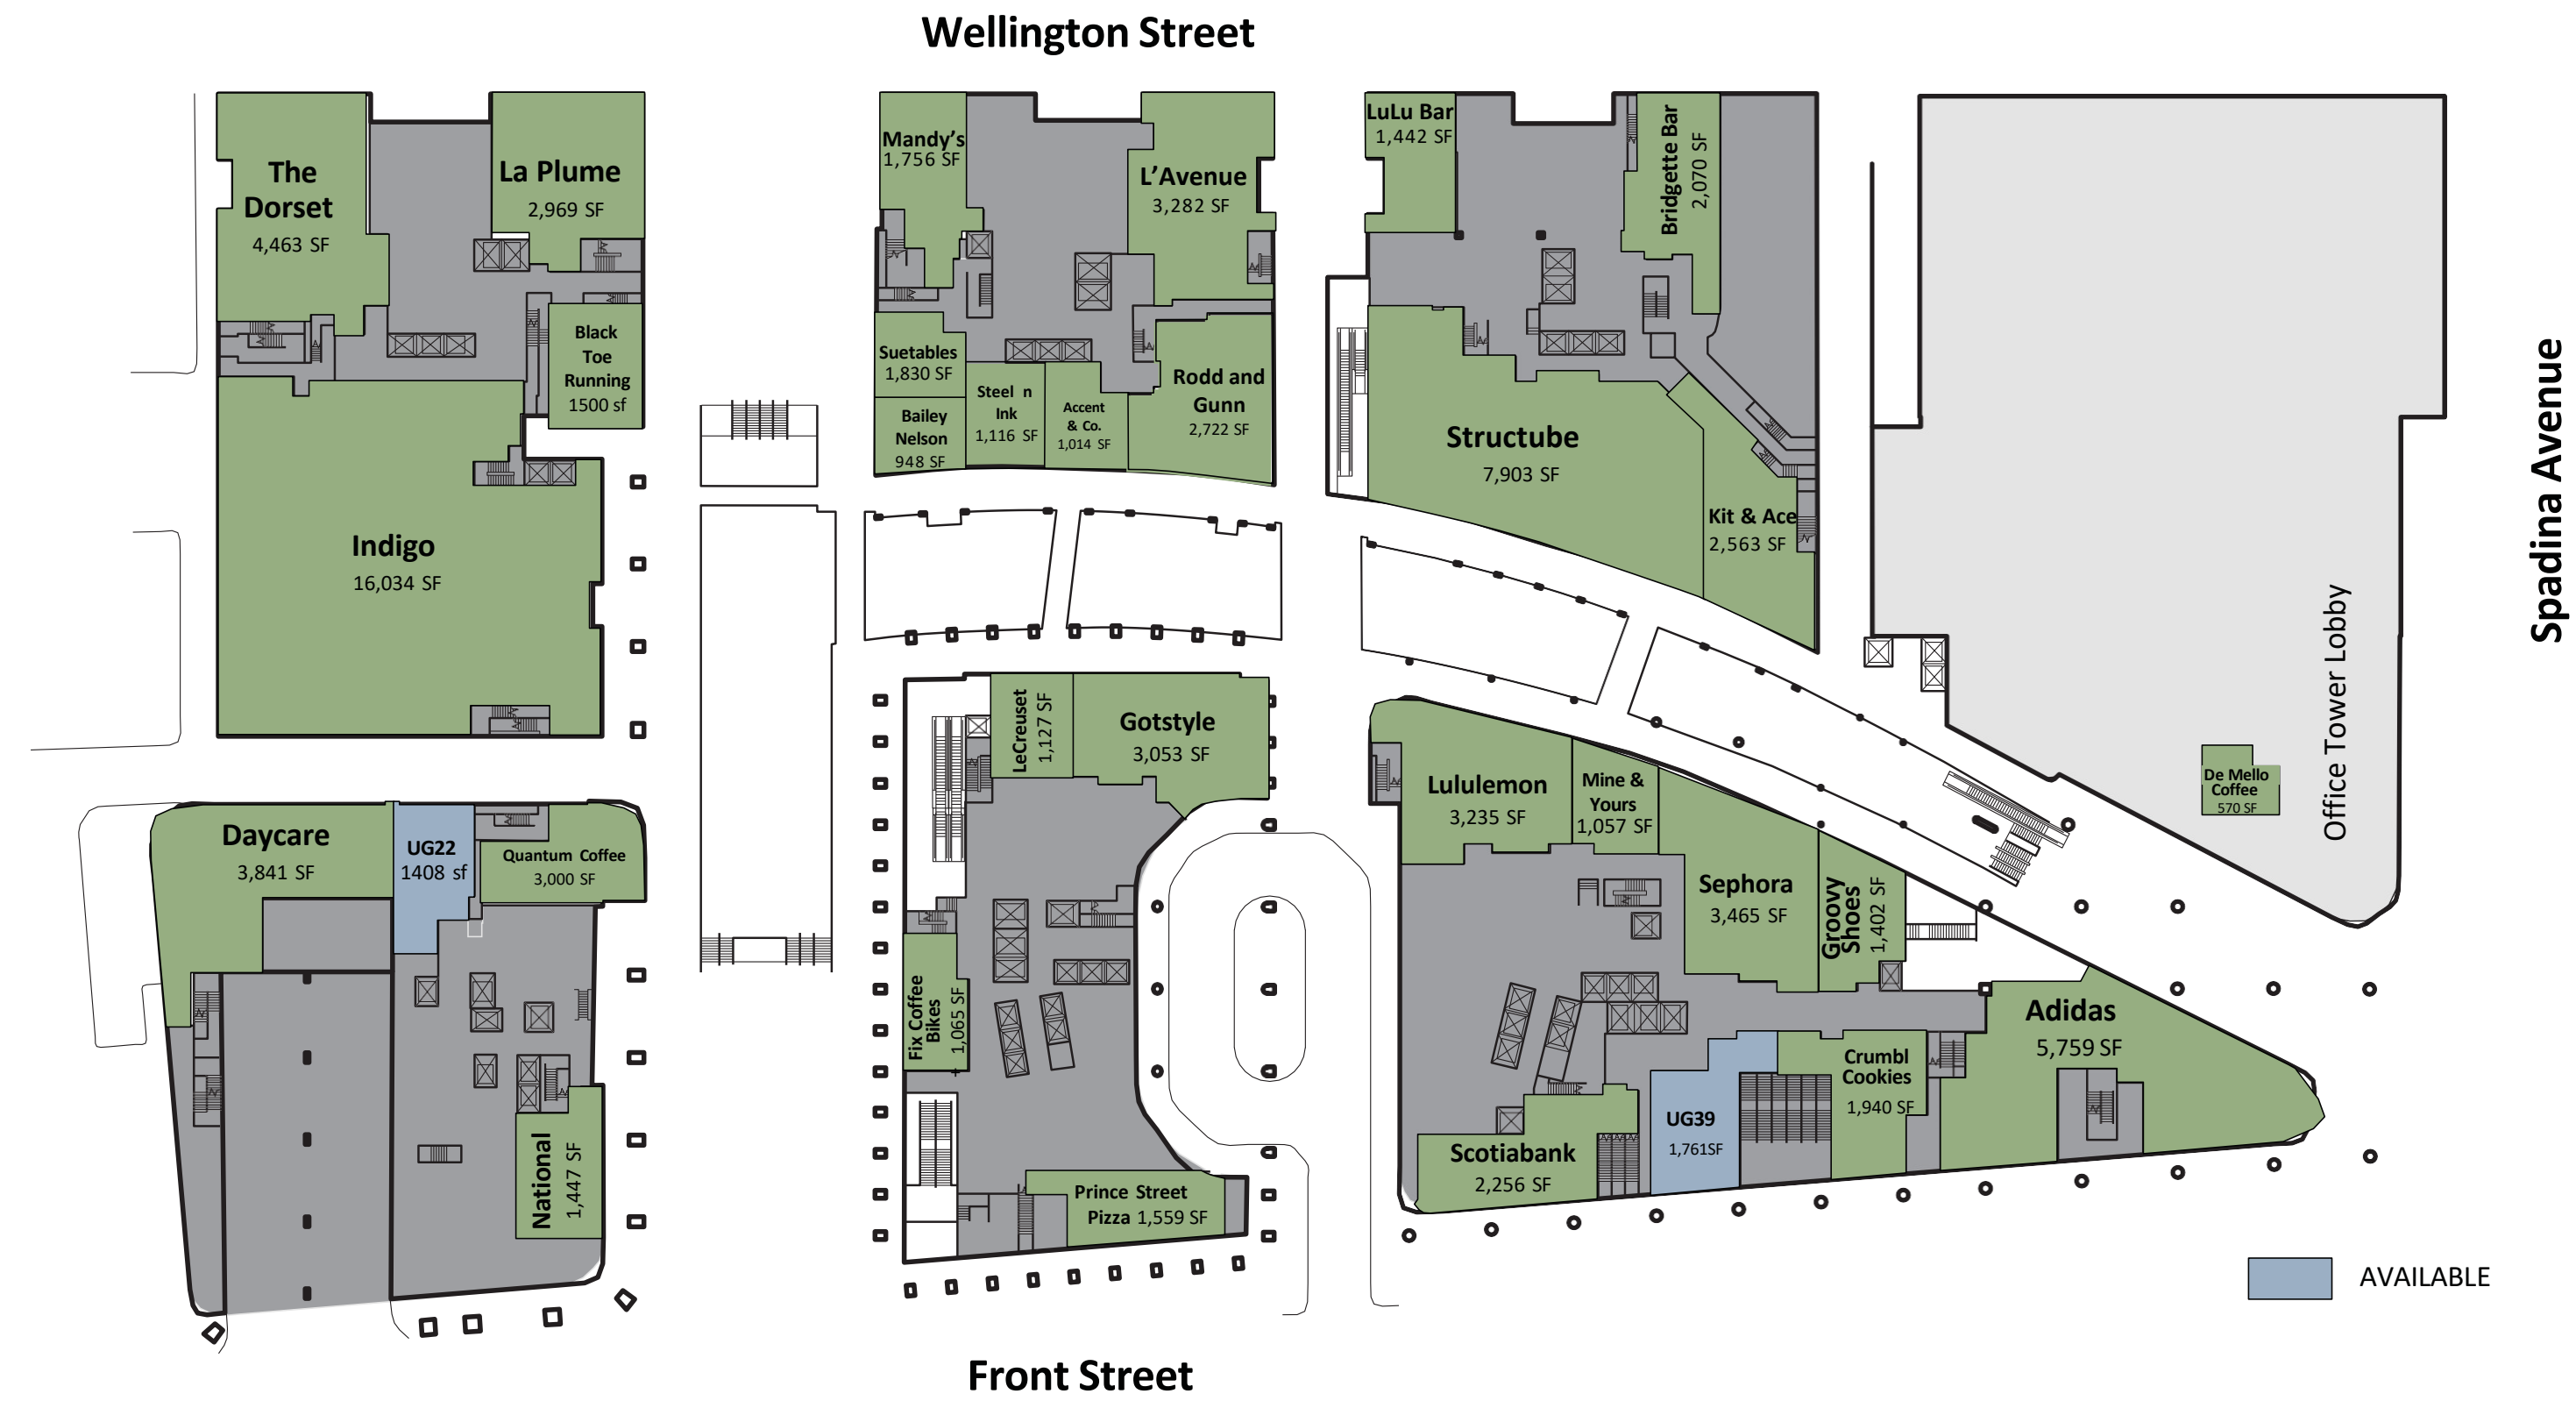 Wellington Street
The
Dorset
4,463 SF
La Plume
2,969 SF
Black
Toe
Running
1500 sf
Indigo
16,034 SF
Mandy’s
1,756 SF
L’Avenue
3,282 SF
Suetables
1,830 SF
Bailey
Nelson
948 SF
Steel n
Ink
1,116 SF
Accent
& Co.
1,014 SF
Rodd and
Gunn
2,722 SF
LuLu Bar
1,442 SF
Bridgette Bar
2,070 SF
Structube
7,903 SF
Kit & Ace
2,563 SF
Spadina Avenue
Office Tower Lobby
De Mello
Coffee
570 SF
Daycare
3,841 SF
UG22
1408 sf
Quantum Coffee
3,000 SF
National
1,447 SF
LeCreuset
1,127 SF
Gotstyle
3,053 SF
Fix Coffee
Bikes
1,065 SF
Prince Street
Pizza 1,559 SF
Lululemon
3,235 SF
Mine &
Yours
1,057 SF
Sephora
3,465 SF
Groovy
Shoes
1,402 SF
Adidas
5,759 SF
Crumbl
Cookies
1,940 SF
UG39
1,761SF
Scotiabank
2,256 SF
AVAILABLE
Front Street